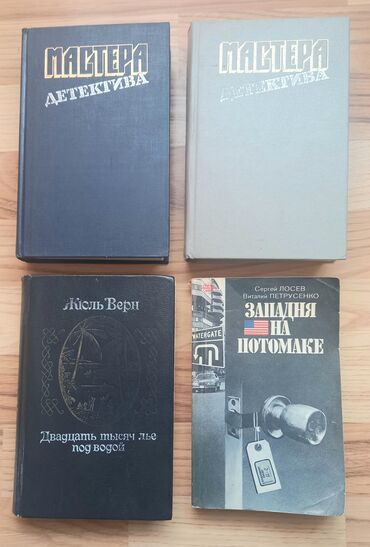 МАСТЕРА
ДЕТЕКТИВА
МАСТЕРА
ДЕТЕКТИВА
Жюль Верн
Двадцать тысяч лье
под водой
Сергей ЛОСЕВ
Виталий ПЕТРУСЕНКО
ЗАПАДНЯ
НА
ПОТОМАКЕ
WATERGATE